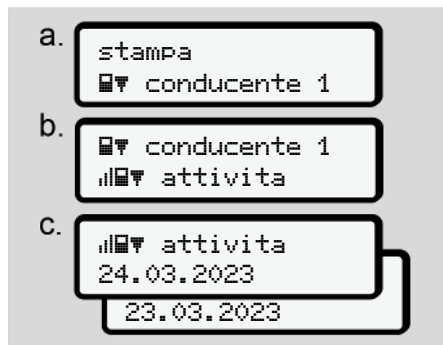 a.
stampa
conducente 1
b.
conducente 1
attivita
c.
attivita
24.03.2023
23.03.2023